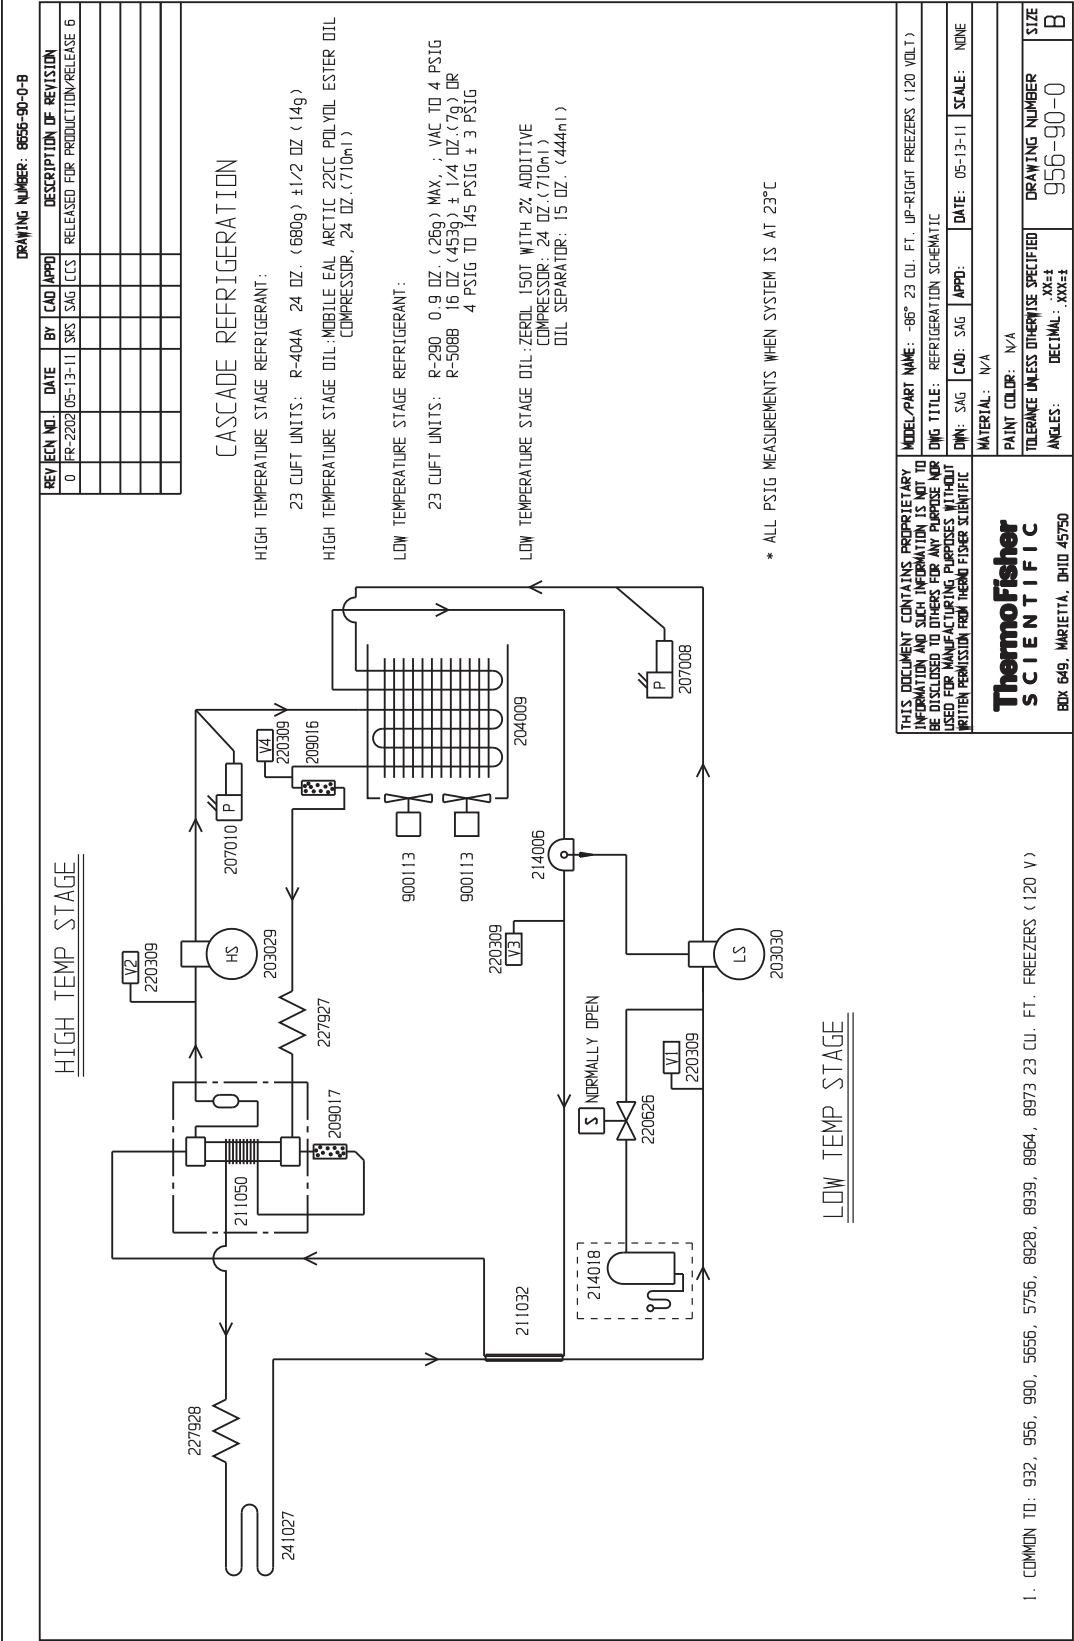 DRAWING NUMBER: 8656-90-0-B
REV ECN NO. DATE BY CAD APPD DESCRIPTION OF REVISION
0 FR-2202 05-13-11 SRS SAG CCS RELEASED FOR PRODUCTION/RELEASE 6
HIGH TEMP STAGE
V2
220309
HS
203029
207010
P
V4
220309
209016
204009
900113
900113
227927
209017
211050
227928
241027
211032
214018
220626
S NORMALLY OPEN
V1
220309
V3
220309
214006
LS
203030
P
207008
LOW TEMP STAGE
CASCADE REFRIGERATION
HIGH TEMPERATURE STAGE REFRIGERANT:
23 CUFT UNITS: R-404A 24 OZ. (680g) ±1/2 OZ (14g)
HIGH TEMPERATURE STAGE OIL:MOBILE EAL ARCTIC 22CC POLYOL ESTER OIL
COMPRESSOR, 24 OZ.(710ml)
LOW TEMPERATURE STAGE REFRIGERANT:
23 CUFT UNITS: R-290 0.9 OZ. (26g) MAX, ; VAC TO 4 PSIG
R-508B 16 OZ (453g) ± 1/4 OZ.(7g) OR
4 PSIG TO 145 PSIG ± 3 PSIG
LOW TEMPERATURE STAGE OIL:ZEROL 150T WITH 2% ADDITIVE
COMPRESSOR: 24 OZ.(710ml)
OIL SEPARATOR: 15 OZ. (444ml)
* ALL PSIG MEASUREMENTS WHEN SYSTEM IS AT 23°C
1. COMMON TO: 932, 956, 990, 5656, 5756, 8928, 8939, 8964, 8973 23 CU. FT. FREEZERS (120 V)
THIS DOCUMENT CONTAINS PROPRIETARY
INFORMATION AND SUCH INFORMATION IS NOT TO
BE DISCLOSED TO OTHERS FOR ANY PURPOSE NOR
USED FOR MANUFACTURING PURPOSES WITHOUT
WRITTEN PERMISSION FROM THERMO FISHER SCIENTIFIC
ThermoFisher
SCIENTIFIC
BOX 649, MARIETTA, OHIO 45750
MODEL/PART NAME: -86° 23 CU. FT. UP-RIGHT FREEZERS (120 VOLT)
DWG TITLE: REFRIGERATION SCHEMATIC
DWN: SAG CAD: SAG APPD: DATE: 05-13-11 SCALE: NONE
MATERIAL: N/A
PAINT COLOR: N/A
TOLERANCE UNLESS OTHERWISE SPECIFIED
ANGLES: DECIMAL: .XX=±
.XXX=±
DRAWING NUMBER
956-90-0
SIZE
B